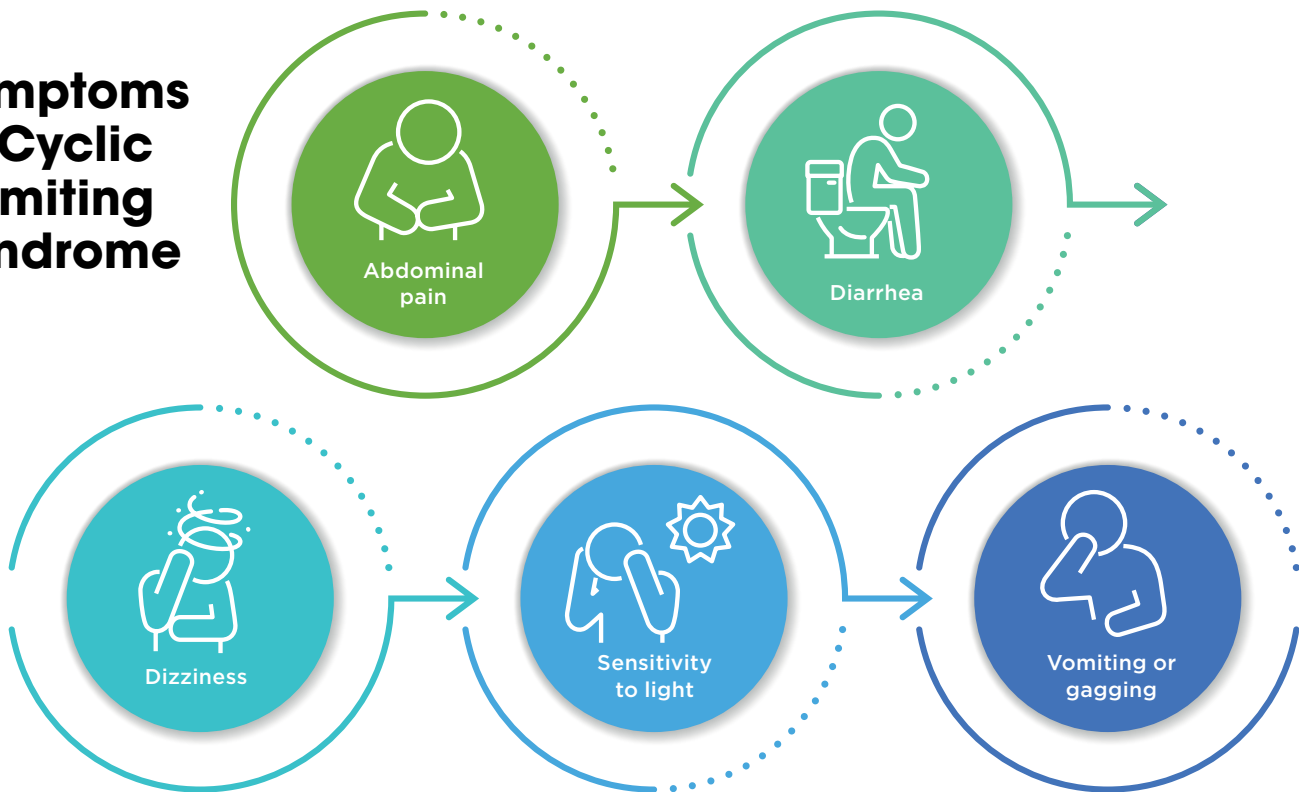 mptoms
Cyclic
miting
ndrome
Abdominal
pain
Diarrhea
Dizziness
Sensitivity
to light
Vomiting or
gagging